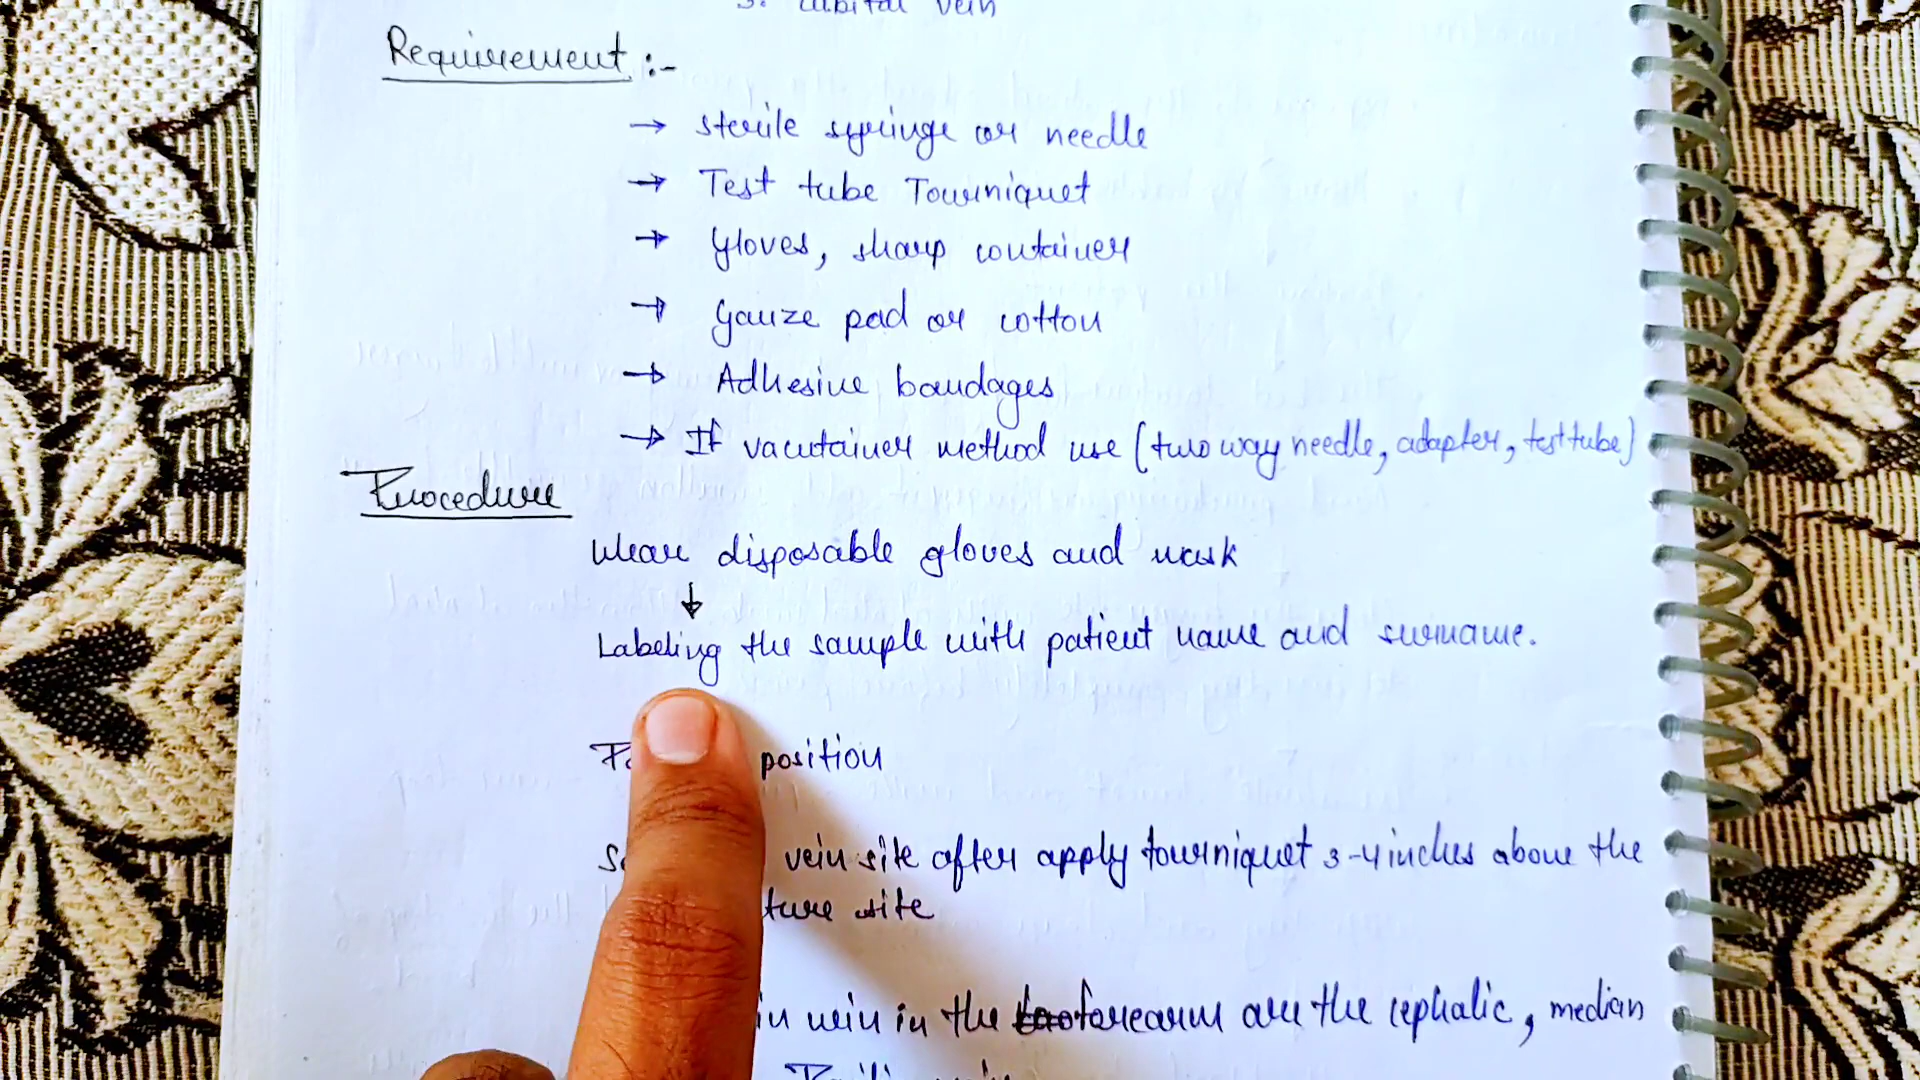 3. Cubital vein
Requirement :-
→ sterile syringe or needle
→ Test tube Tourniquet
→ Gloves, sharp container
→ Gauze pad or cotton
→ Adhesive bandages
→ If vacutainer method use (two way needle, adapter, test tube)
Procedure
Wear disposable gloves and mask
↓
Labeling the sample with patient name and surname.
position
vein site after apply tourniquet 3-4 inches above the
site
vein in the forearm are the cephalic, median